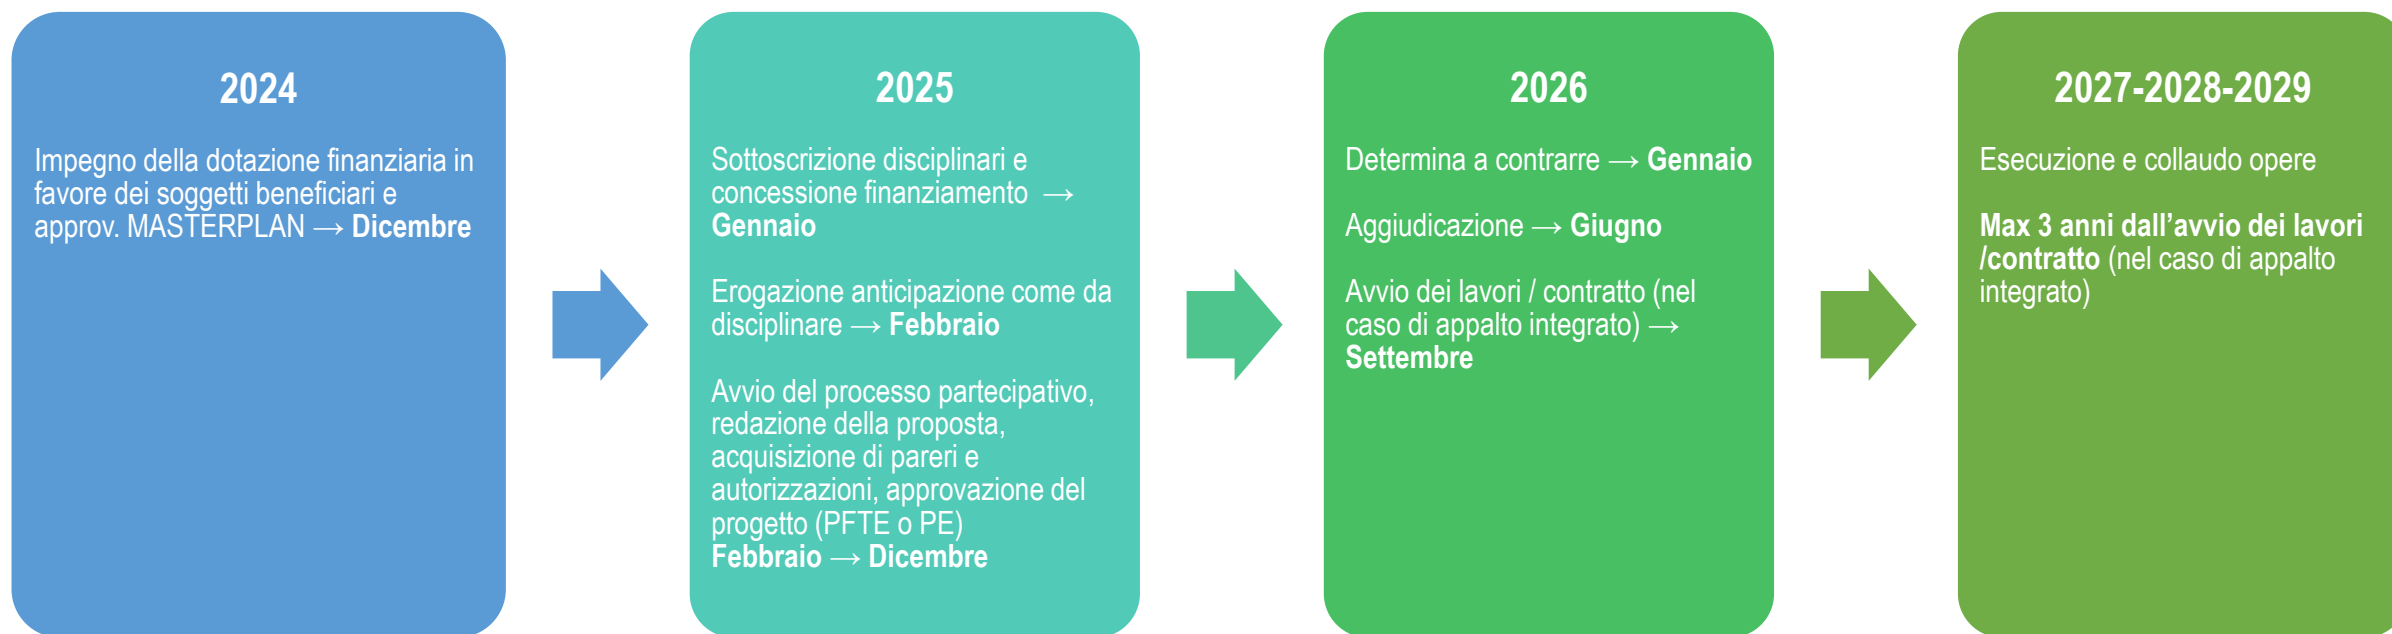 2024
Impegno della dotazione finanziaria in
favore dei soggetti beneficiari e
approv. MASTERPLAN → Dicembre
2025
Sottoscrizione disciplinari e
concessione finanziamento →
Gennaio
Erogazione anticipazione come da
disciplinare → Febbraio
Avvio del processo partecipativo,
redazione della proposta,
acquisizione di pareri e
autorizzazioni, approvazione del
progetto (PFTE o PE)
Febbraio → Dicembre
2026
Determina a contrarre → Gennaio
Aggiudicazione → Giugno
Avvio dei lavori / contratto (nel
caso di appalto integrato) →
Settembre
2027-2028-2029
Esecuzione e collaudo opere
Max 3 anni dall’avvio dei lavori
/contratto (nel caso di appalto
integrato)